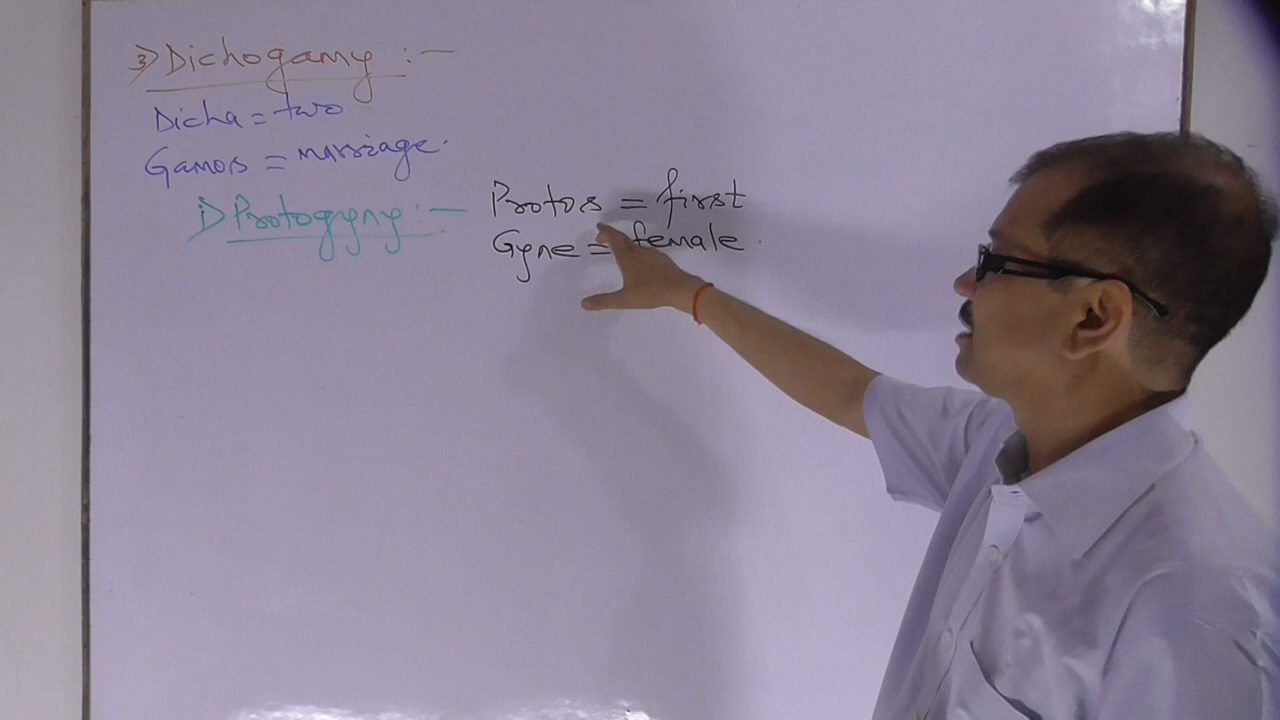 3) Dichogamy :-
Dicha = two
Gamos = marriage.
i) Protogyny :- Protos = first
Gyne = female.